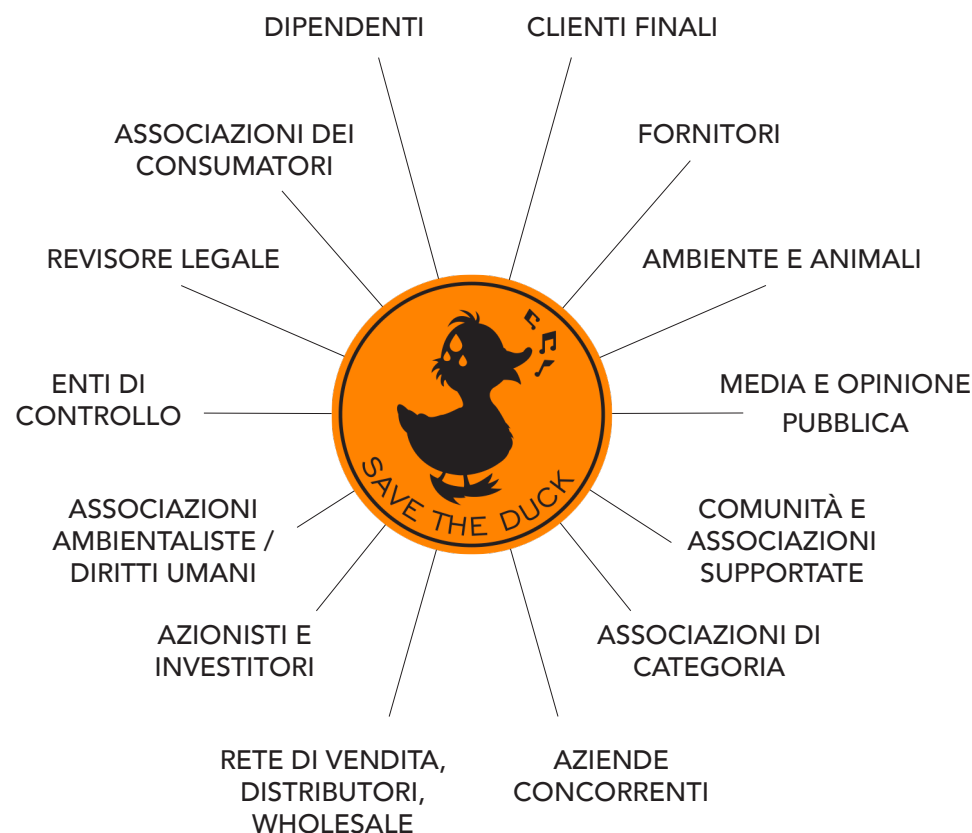 DIPENDENTI
CLIENTI FINALI
ASSOCIAZIONI DEI
CONSUMATORI
FORNITORI
REVISORE LEGALE
AMBIENTE E ANIMALI
ENTI DI
CONTROLLO
MEDIA E OPINIONE
PUBBLICA
SAVE THE DUCK
ASSOCIAZIONI
AMBIENTALISTE /
DIRITTI UMANI
COMUNITÀ E
ASSOCIAZIONI
SUPPORTATE
AZIONISTI E
INVESTITORI
ASSOCIAZIONI DI
CATEGORIA
RETE DI VENDITA,
DISTRIBUTORI,
WHOLESALE
AZIENDE
CONCORRENTI